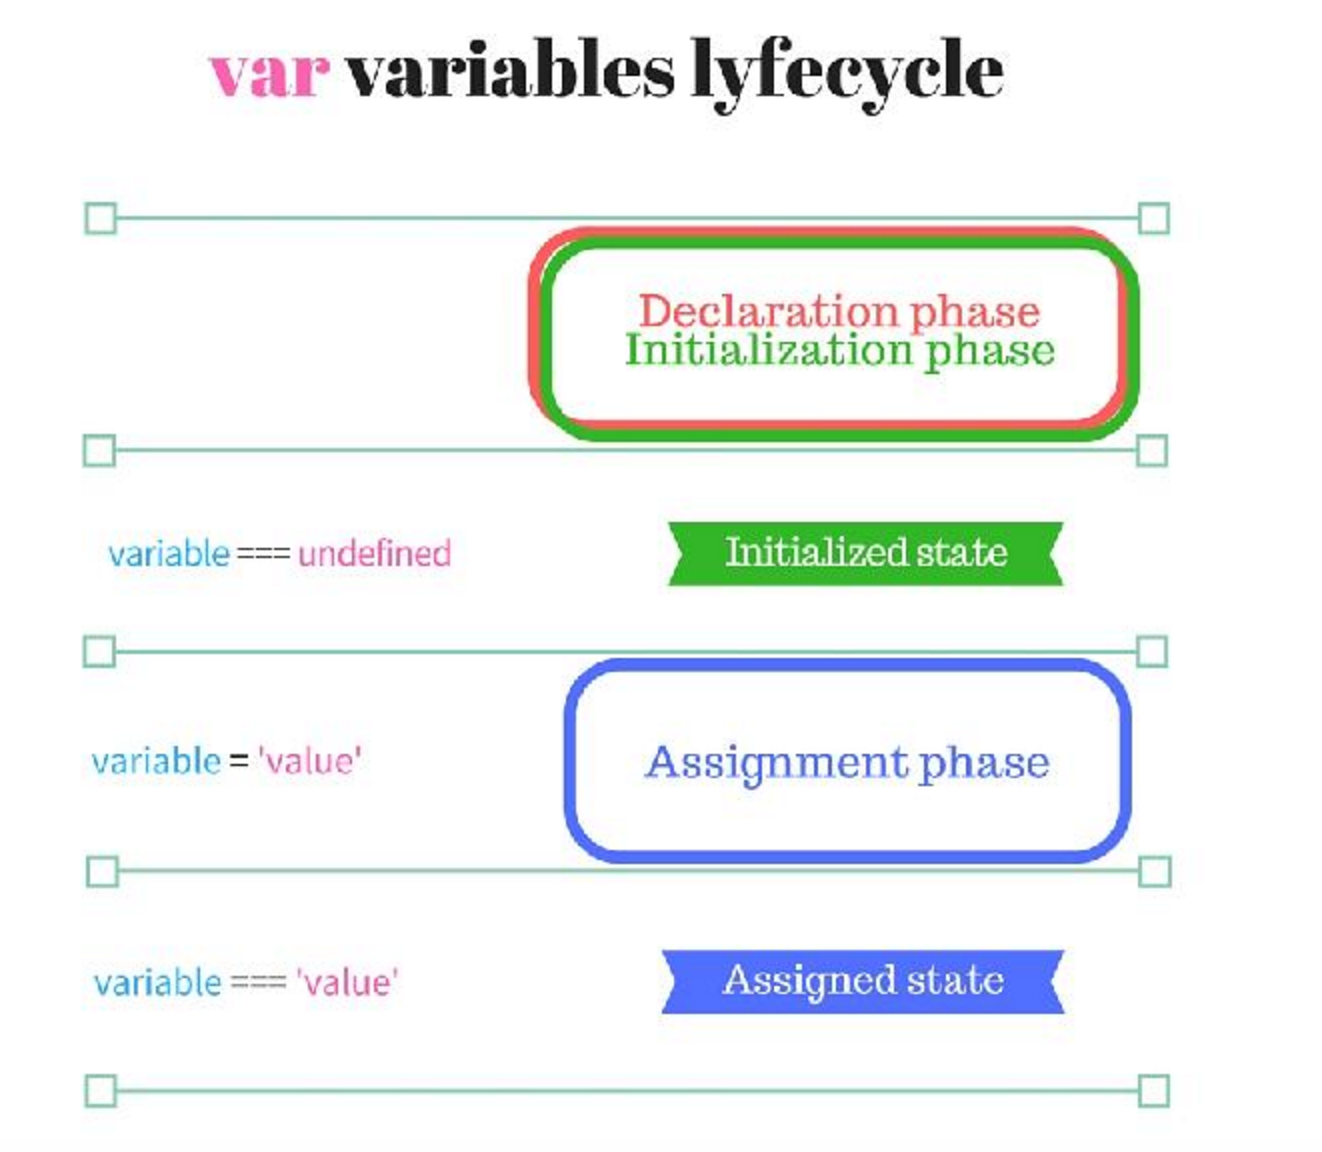 var variables lyfecycle
Declaration phase
Initialization phase
variable === undefined
Initialized state
variable = 'value'
Assignment phase
variable === 'value'
Assigned state